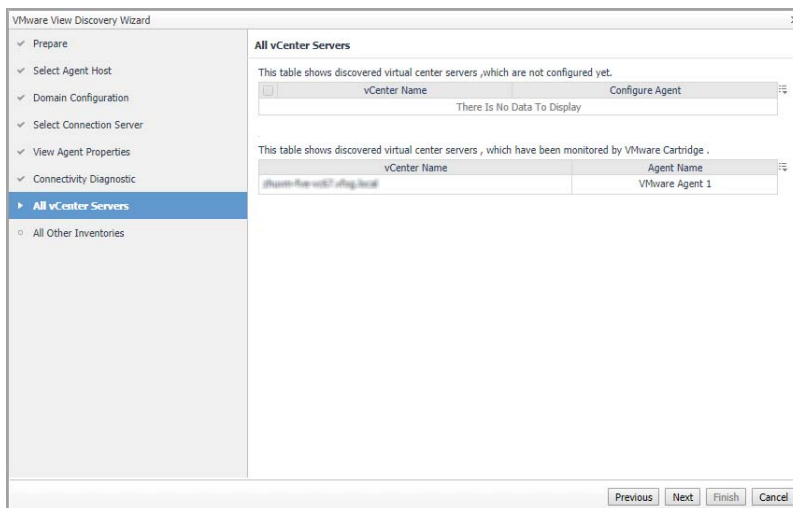 VMware View Discovery Wizard
Prepare
Select Agent Host
Domain Configuration
Select Connection Server
View Agent Properties
Connectivity Diagnostic
All vCenter Servers
All Other Inventories
All vCenter Servers
This table shows discovered virtual center servers ,which are not configured yet.
vCenter Name Configure Agent
There Is No Data To Display
This table shows discovered virtual center servers , which have been monitored by VMware Cartridge .
vCenter Name Agent Name
VMware Agent 1
Previous Next Finish Cancel